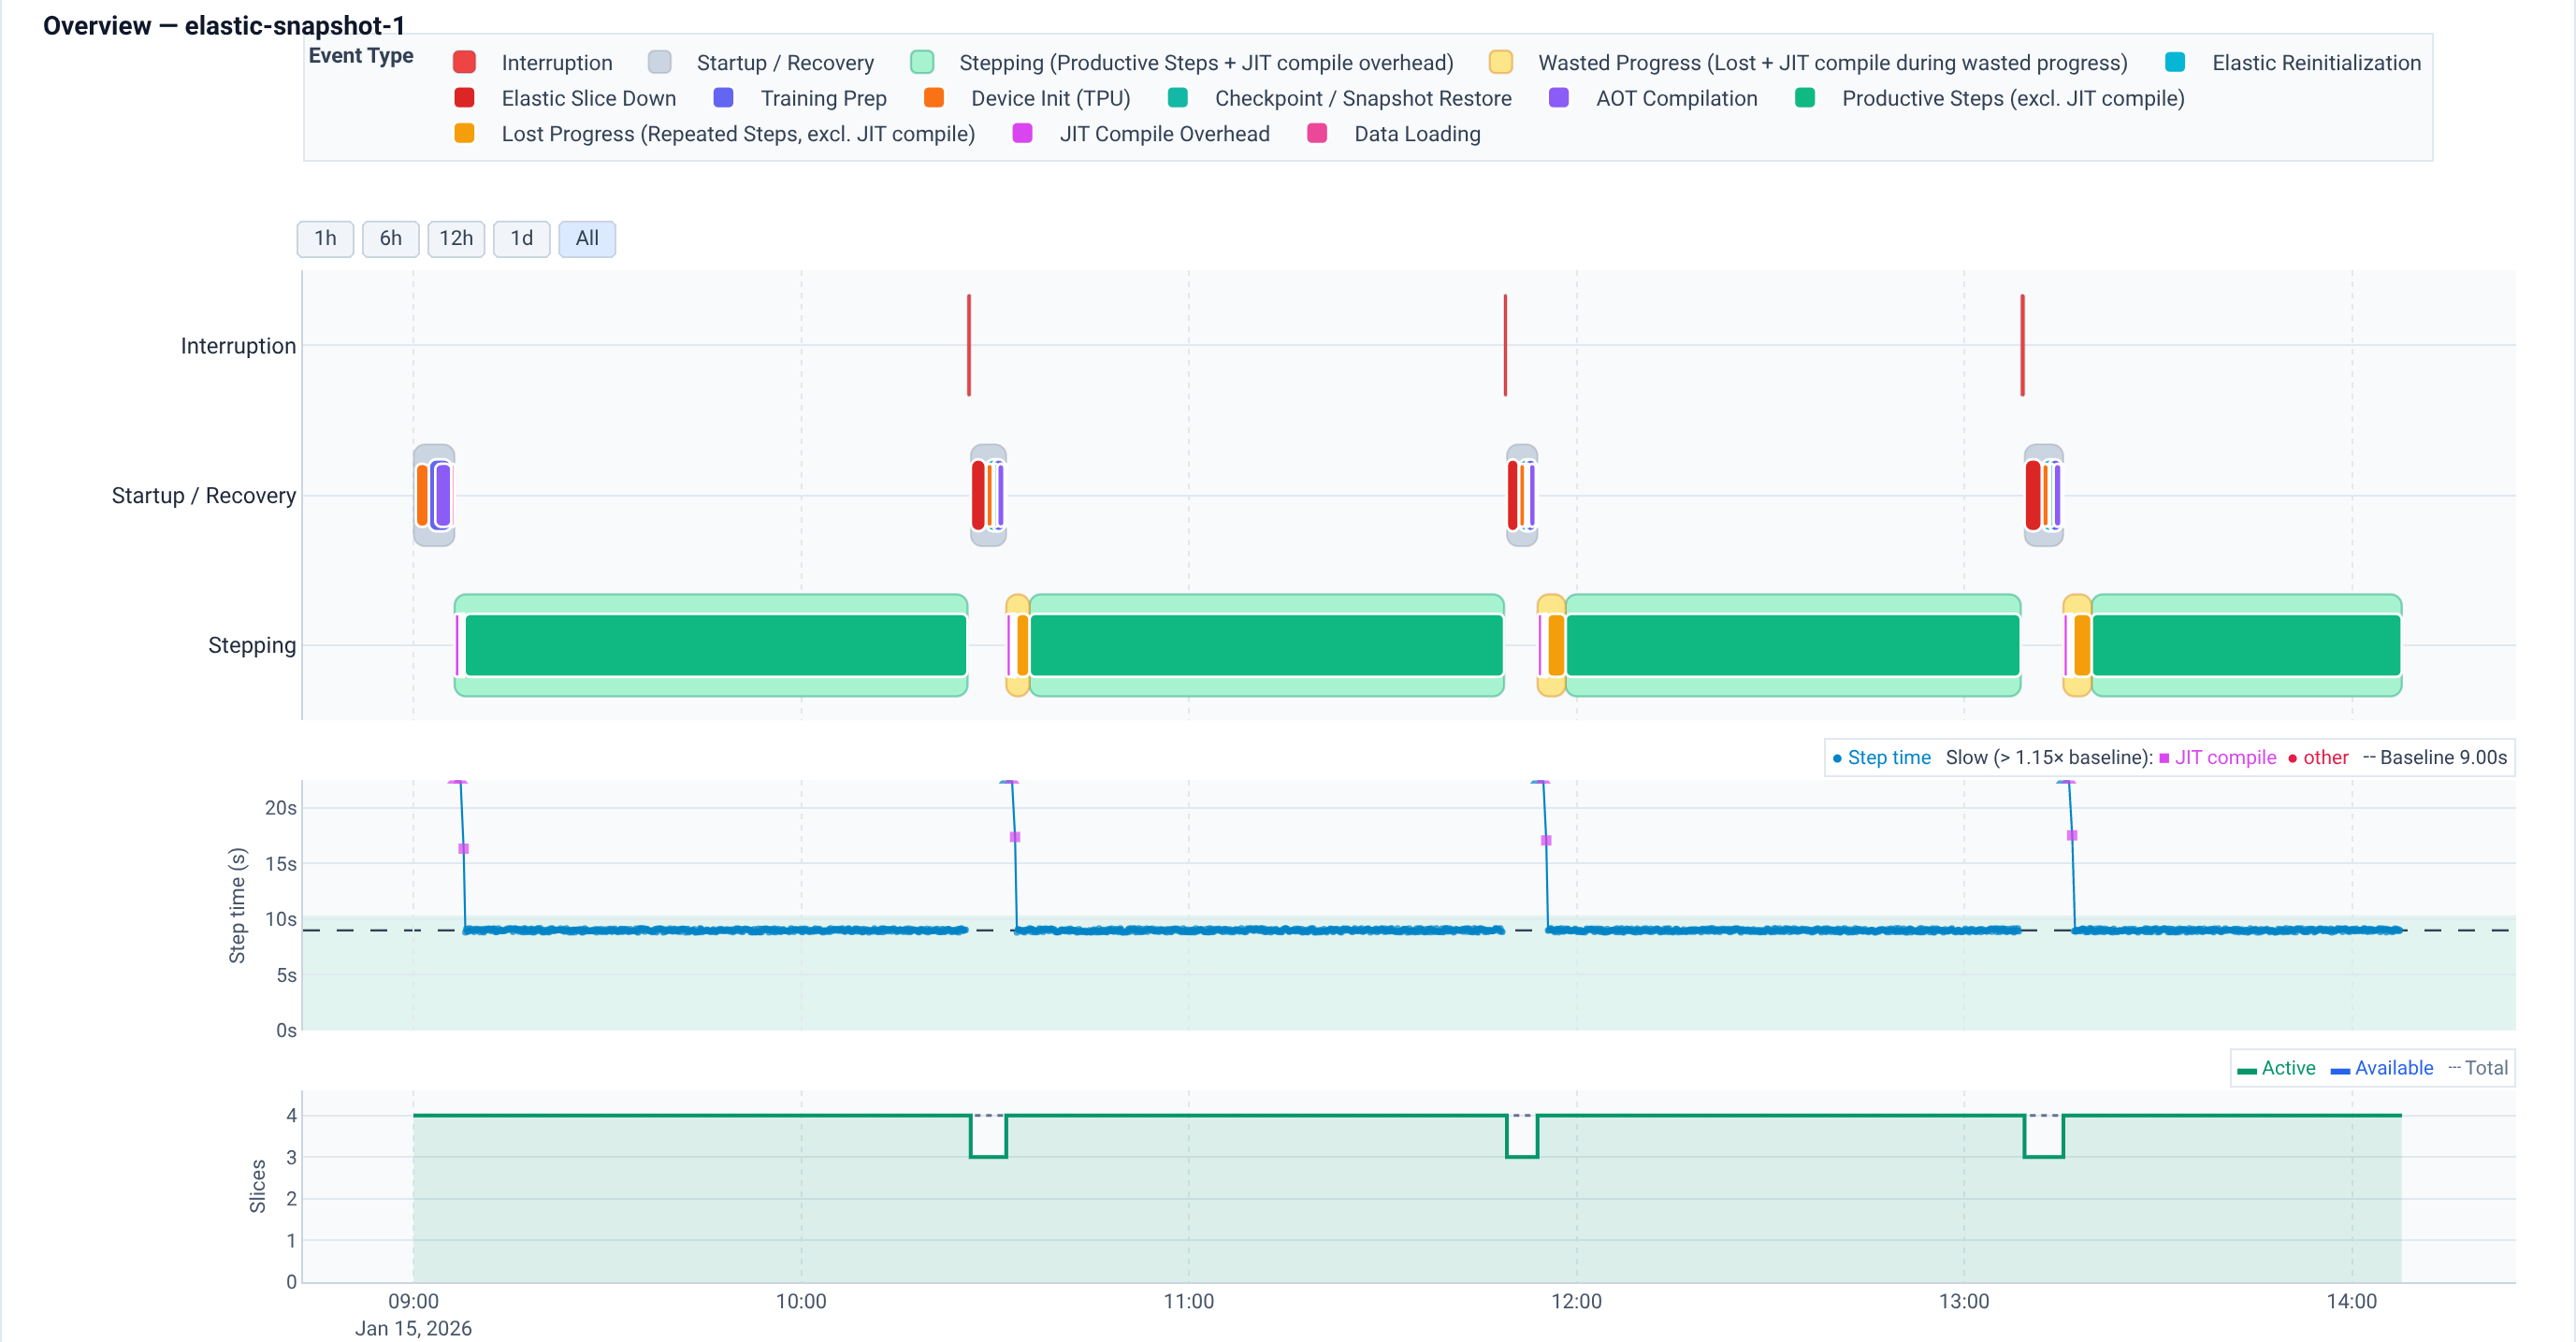 Overview — elastic-snapshot-1
Event Type
Interruption
Startup / Recovery
Stepping (Productive Steps + JIT compile overhead)
Wasted Progress (Lost + JIT compile during wasted progress)
Elastic Reinitialization
Elastic Slice Down
Training Prep
Device Init (TPU)
Checkpoint / Snapshot Restore
AOT Compilation
Productive Steps (excl. JIT compile)
Lost Progress (Repeated Steps, excl. JIT compile)
JIT Compile Overhead
Data Loading
1h
6h
12h
1d
All
Interruption
Startup / Recovery
Stepping
Step time Slow (> 1.15× baseline): JIT compile other -- Baseline 9.00s
Step time (s)
20s
15s
10s
5s
0s
Active Available --- Total
Slices
4
3
2
1
0
09:00
10:00
11:00
12:00
13:00
14:00
Jan 15, 2026